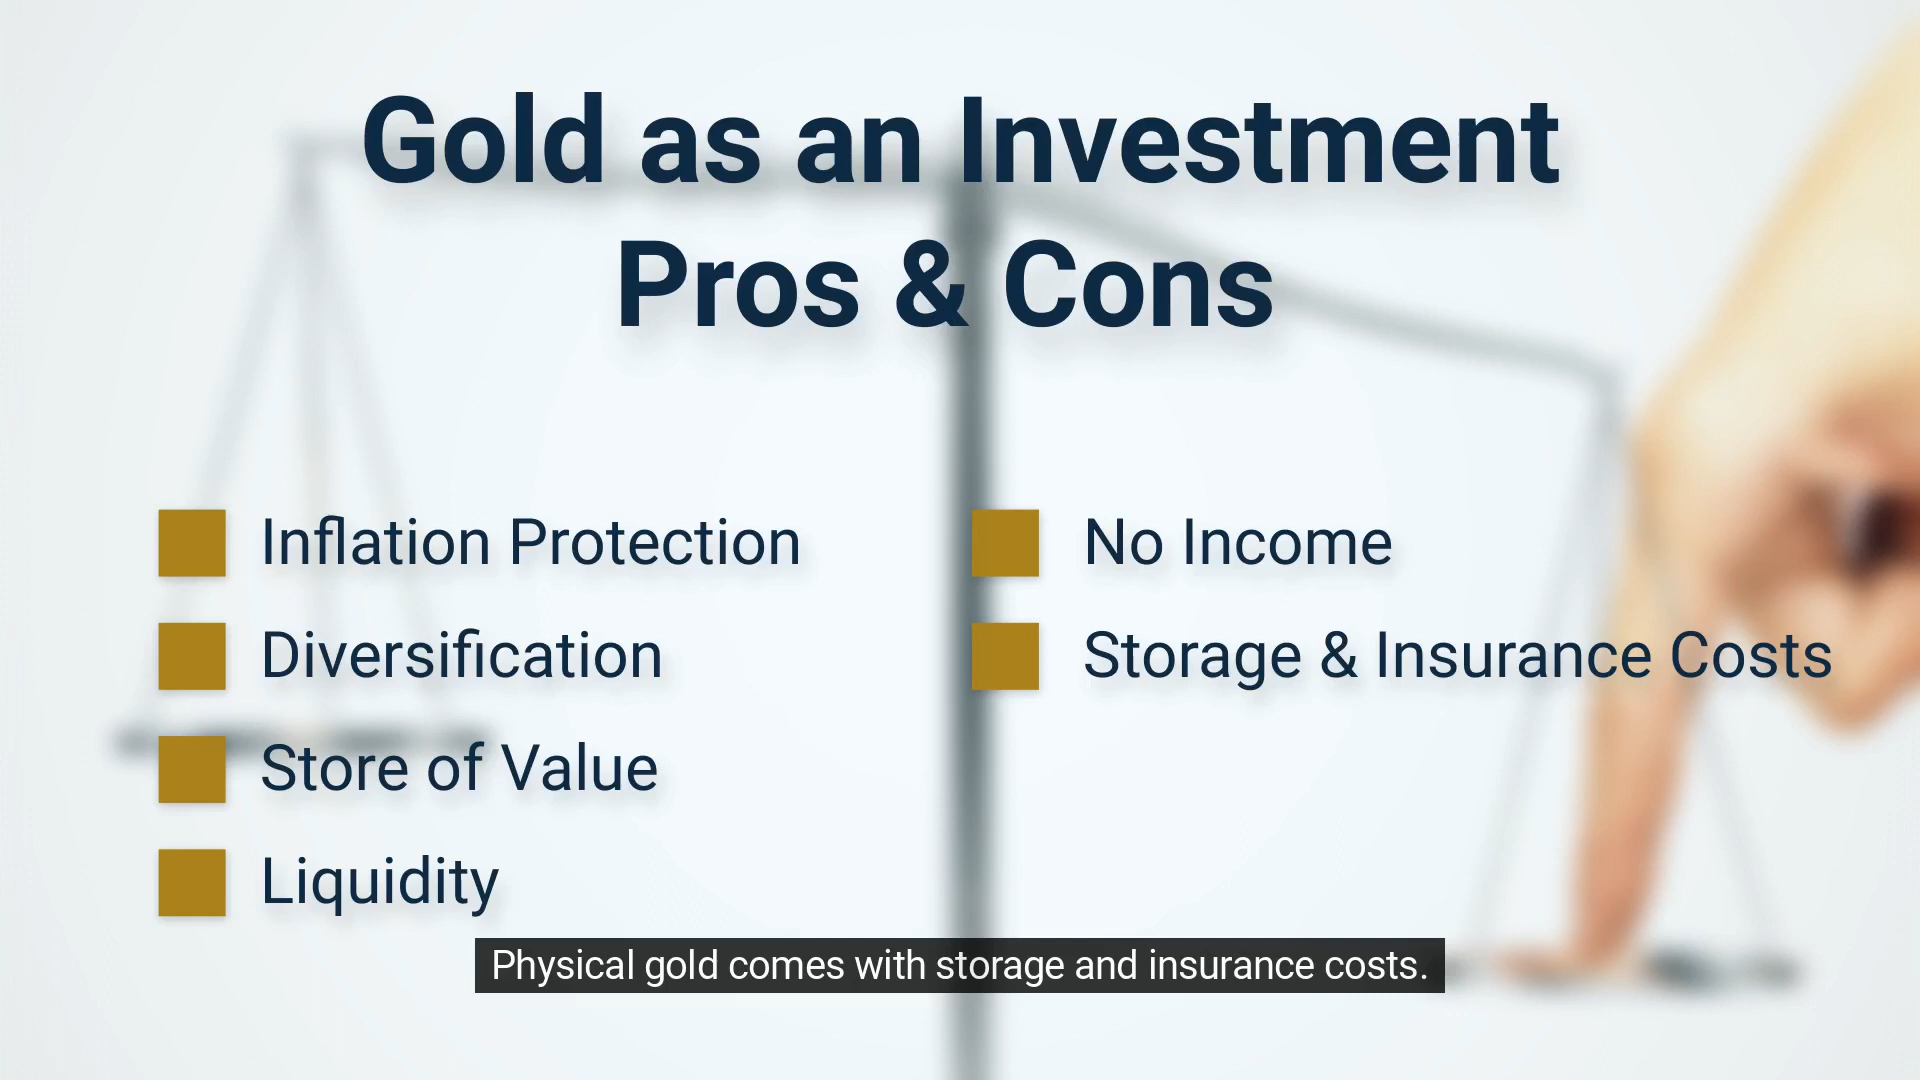 Gold as an Investment
Pros & Cons
Inflation Protection
Diversification
Store of Value
Liquidity
No Income
Storage & Insurance Costs
Physical gold comes with storage and insurance costs.